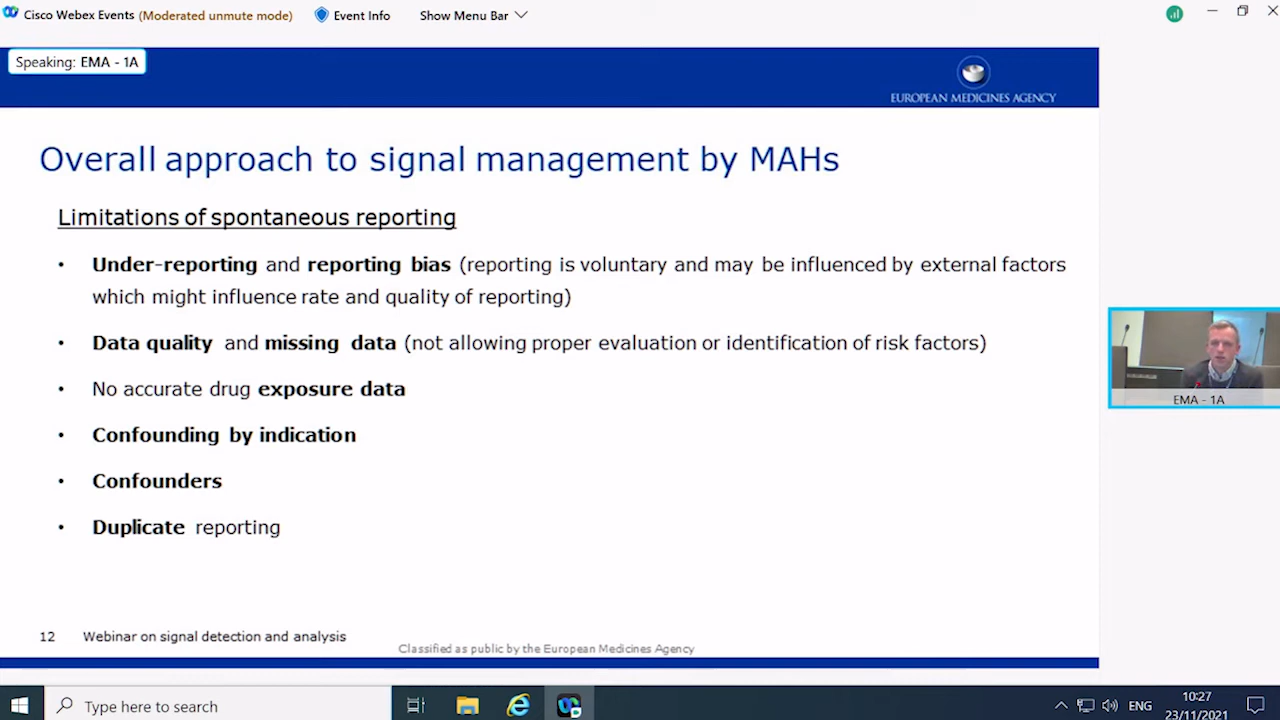 Cisco Webex Events (Moderated unmute mode) Event Info Show Menu Bar
Speaking: EMA - 1A
EUROPEAN MEDICINES AGENCY
Overall approach to signal management by MAHs
Limitations of spontaneous reporting
• Under-reporting and reporting bias (reporting is voluntary and may be influenced by external factors
which might influence rate and quality of reporting)
• Data quality and missing data (not allowing proper evaluation or identification of risk factors)
• No accurate drug exposure data
• Confounding by indication
• Confounders
• Duplicate reporting
EMA - 1A
12 Webinar on signal detection and analysis
Classified as public by the European Medicines Agency
Type here to search
ENG
10:27
23/11/2021